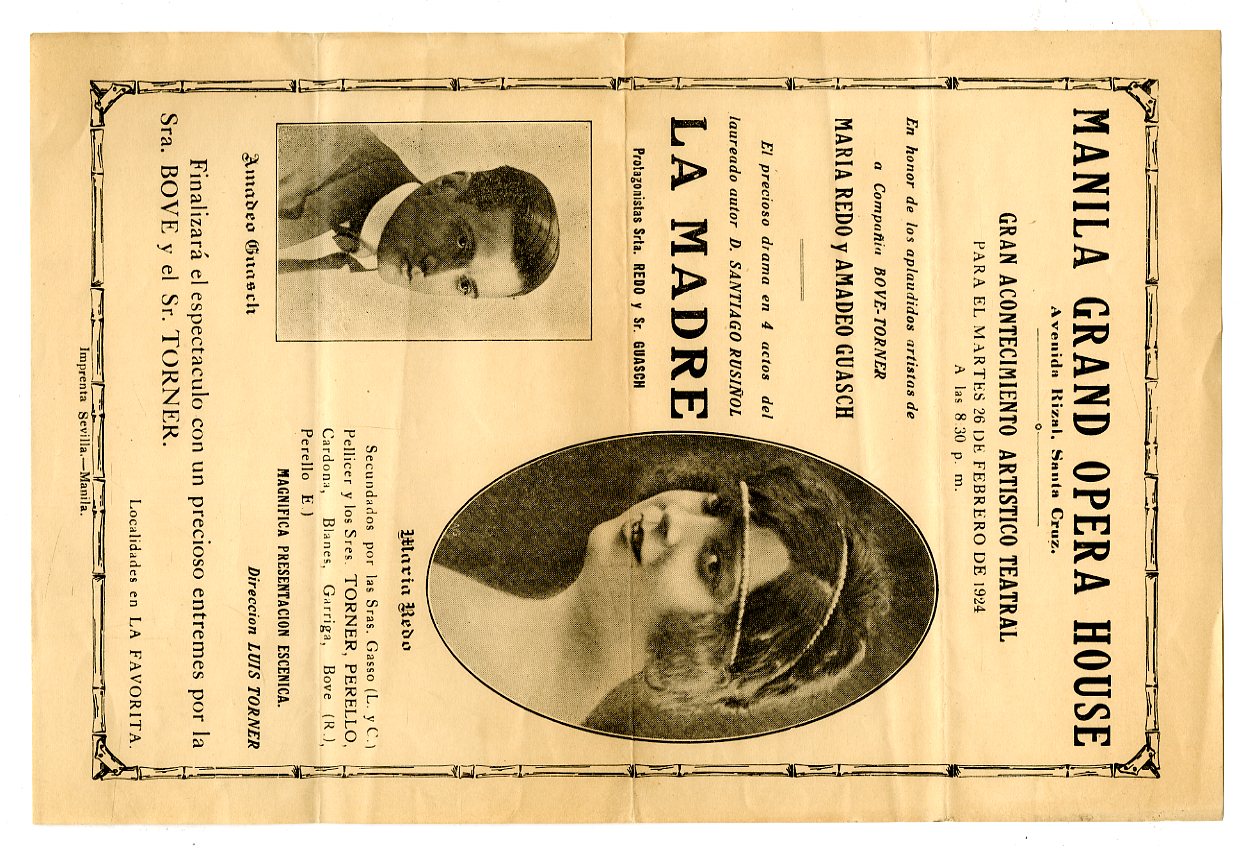 MANILA GRAND OPERA HOUSE
Avenida Rizal, Santa Cruz.
GRAN ACONTECIMIENTO ARTISTICO TEATRAL
PARA EL MARTES 26 DE FEBRERO DE 1924
A las 8 30 p. m.
En honor de los aplaudidos artistas de
a Compañia BOVE-TORNER
MARIA REDO y AMADEO GUASCH
El precioso drama en 4 actos del
laureado autor D. SANTIAGO RUSIÑOL
LA MADRE
Protagonistas Srta. REDO y Sr. GUASCH
Maria Redo
Secundados por las Sras. Gasso (L. y C.)
Pellicer y los Sres. TORNER, PERELLO,
Cardona, Blanes, Garriga, Bove (R.),
Perello E.)
MAGNIFICA PRESENTACION ESCENICA.
Direccion LUIS TORNER
Amadeo Guasch
Finalizará el espectaculo con un precioso entremes por la
Sra. BOVE y el Sr. TORNER.
Localidades en LA FAVORITA.
Imprenta Sevilla.—Manila.